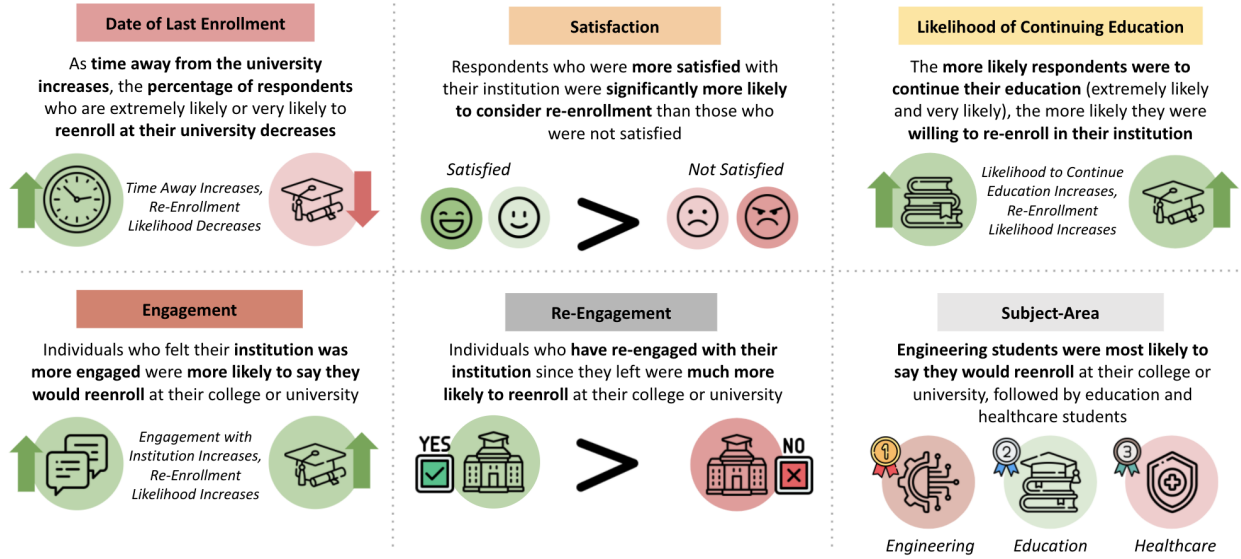 Date of Last Enrollment
As time away from the university
increases, the percentage of respondents
who are extremely likely or very likely to
reenroll at their university decreases
Time Away Increases,
Re-Enrollment
Likelihood Decreases
Satisfaction
Respondents who were more satisfied with
their institution were significantly more likely
to consider re-enrollment than those who
were not satisfied
Satisfied
Not Satisfied
Likelihood of Continuing Education
The more likely respondents were to
continue their education (extremely likely
and very likely), the more likely they were
willing to re-enroll in their institution
Likelihood to Continue
Education Increases,
Re-Enrollment
Likelihood Increases
Engagement
Individuals who felt their institution was
more engaged were more likely to say they
would reenroll at their college or university
Engagement with
Institution Increases,
Re-Enrollment
Likelihood Increases
Re-Engagement
Individuals who have re-engaged with their
institution since they left were much more
likely to reenroll at their college or university
YES
>
NO
Subject-Area
Engineering students were most likely to
say they would reenroll at their college or
university, followed by education and
healthcare students
1
2
3
Engineering
Education
Healthcare